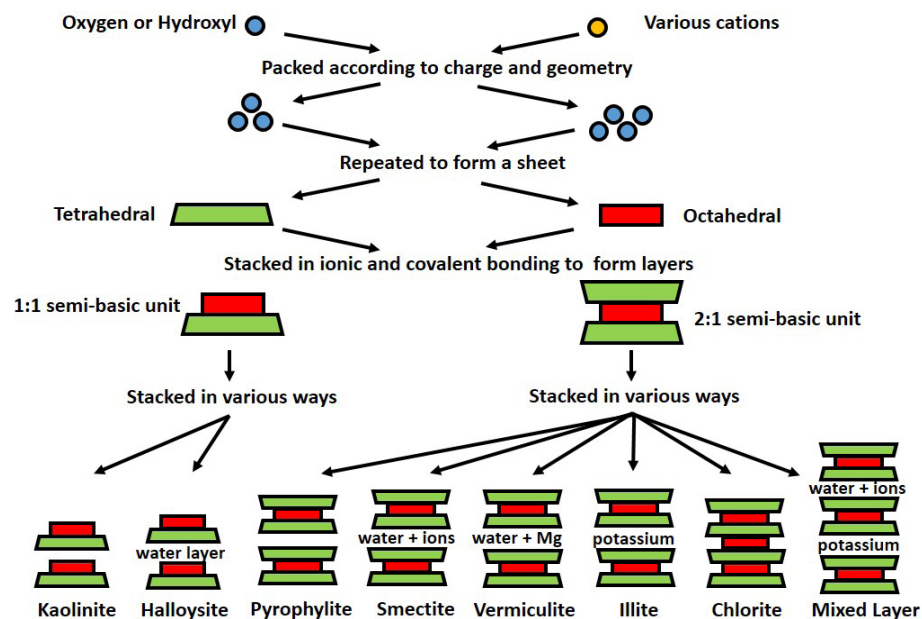 Oxygen or Hydroxyl
Various cations
Packed according to charge and geometry
Repeated to form a sheet
Tetrahedral
Octahedral
Stacked in ionic and covalent bonding to form layers
1:1 semi-basic unit
2:1 semi-basic unit
Stacked in various ways
Stacked in various ways
water + ions
water layer
water + ions
water + Mg
potassium
potassium
Kaolinite
Halloysite
Pyrophylite
Smectite
Vermiculite
Illite
Chlorite
Mixed Layer